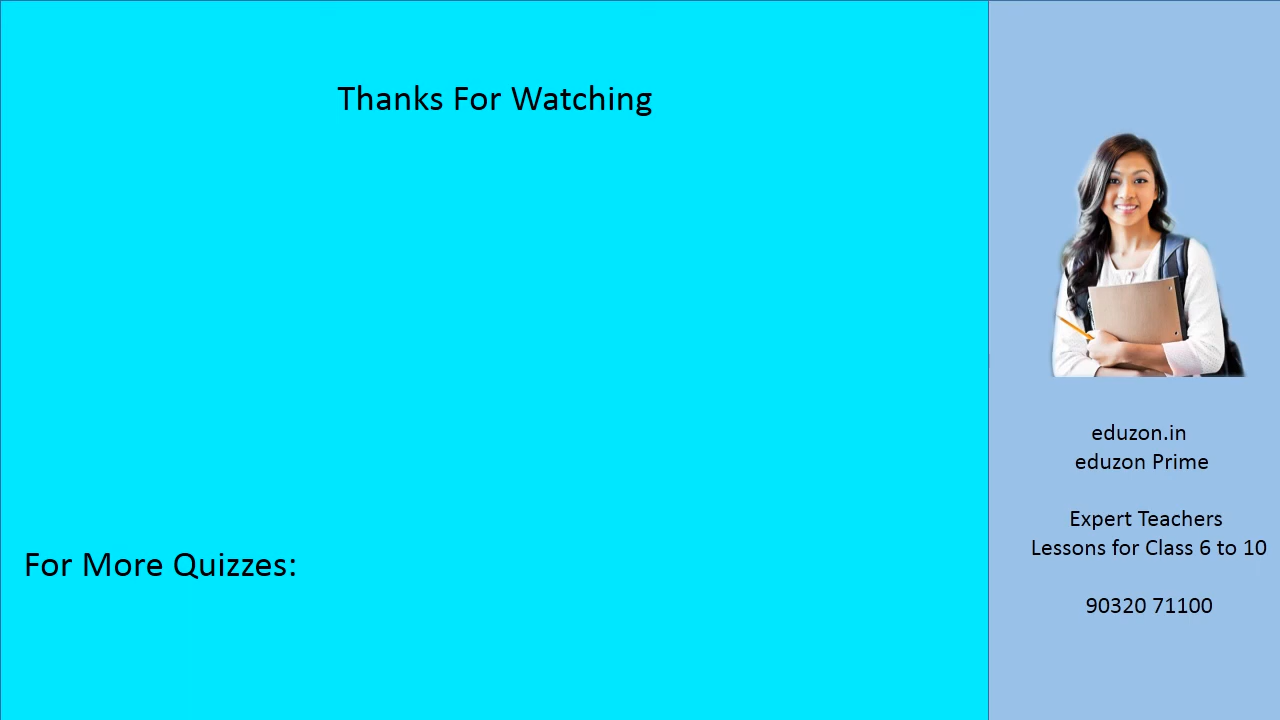 Thanks For Watching
For More Quizzes:
eduzon.in
eduzon Prime
Expert Teachers
Lessons for Class 6 to 10
90320 71100